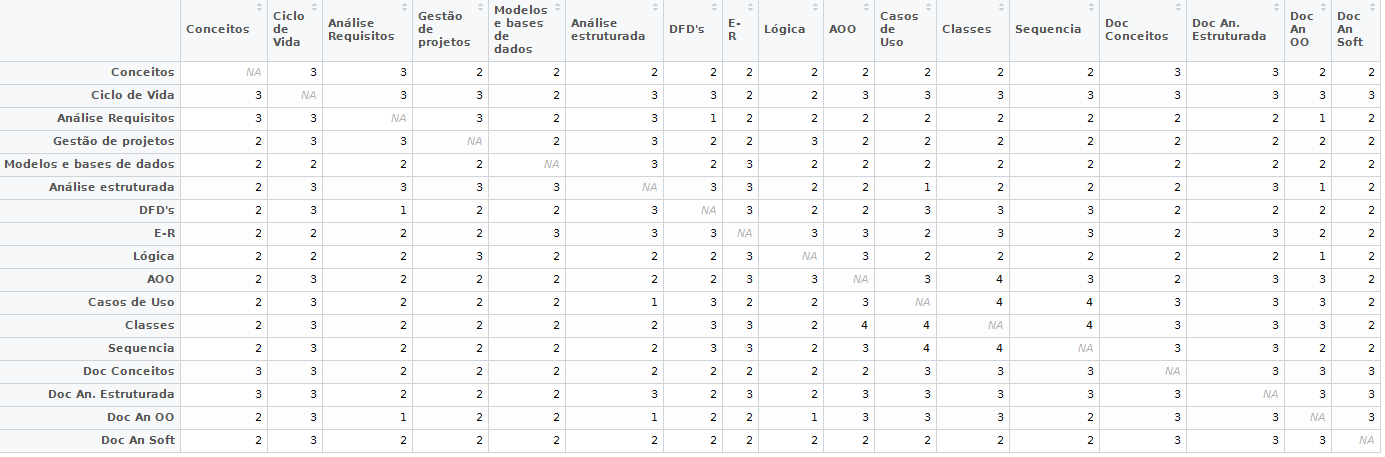 Conceitos Ciclo de Vida Análise Requisitos Gestão de projetos Modelos e bases de dados Análise estruturada DFD's E-R Lógica AOO Casos de Uso Classes Sequencia Doc Conceitos Doc An. Estruturada Doc An OO Doc An Soft
Conceitos NA 3 3 2 2 2 2 2 2 2 2 2 2 3 3 2 2
Ciclo de Vida 3 NA 3 3 2 3 3 2 2 3 3 3 3 3 3 3 3
Análise Requisitos 3 3 NA 3 2 3 1 2 2 2 2 2 2 2 2 1 2
Gestão de projetos 2 3 3 NA 2 3 2 2 3 2 2 2 2 2 2 2 2
Modelos e bases de dados 2 2 2 2 NA 3 2 3 2 2 2 2 2 2 2 2 2
Análise estruturada 2 3 3 3 3 NA 3 3 2 2 1 2 2 2 3 1 2
DFD's 2 3 1 2 2 3 NA 3 2 2 3 3 3 2 2 2 2
E-R 2 2 2 2 3 3 3 NA 3 3 2 3 3 2 3 2 2
Lógica 2 2 2 3 2 2 2 3 NA 3 2 2 2 2 2 1 2
AOO 2 3 2 2 2 2 2 3 3 NA 3 4 3 2 3 3 2
Casos de Uso 2 3 2 2 2 1 3 2 2 3 NA 4 4 3 3 3 2
Classes 2 3 2 2 2 2 3 3 2 4 4 NA 4 3 3 3 2
Sequencia 2 3 2 2 2 2 3 3 2 3 4 4 NA 3 3 2 2
Doc Conceitos 3 3 2 2 2 2 2 2 2 2 3 3 3 NA 3 3 3
Doc An. Estruturada 3 3 2 2 2 3 2 3 2 3 3 3 3 3 NA 3 3
Doc An OO 2 3 1 2 2 1 2 2 1 3 3 3 2 3 3 NA 3
Doc An Soft 2 3 2 2 2 2 2 2 2 2 2 2 2 3 3 3 NA